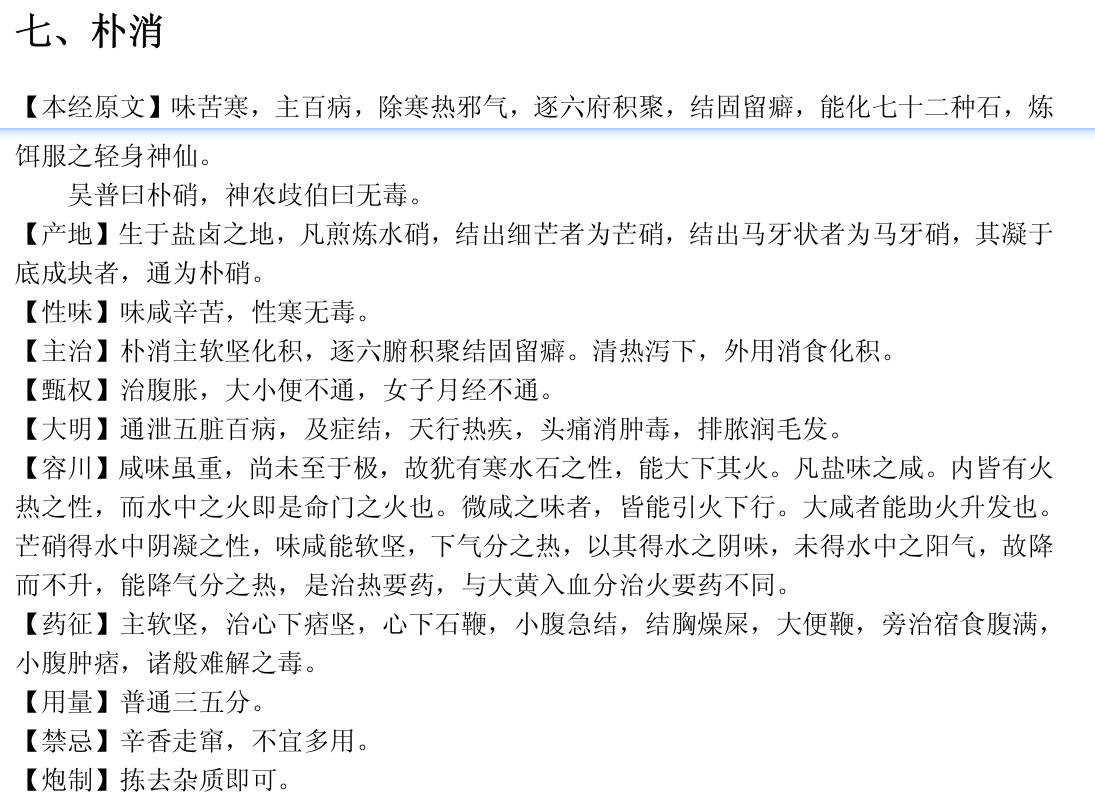 七、朴消
【本经原文】味苦寒，主百病，除寒热邪气，逐六府积聚，结固留癖，能化七十二种石，炼
饵服之轻身神仙。
吴普曰朴硝，神农歧伯曰无毒。
【产地】生于盐卤之地，凡煎炼水硝，结出细芒者为芒硝，结出马牙状者为马牙硝，其凝于
底成块者，通为朴硝。
【性味】味咸辛苦，性寒无毒。
【主治】朴消主软坚化积，逐六腑积聚结固留癖。清热泻下，外用消食化积。
【甄权】治腹胀，大小便不通，女子月经不通。
【大明】通泄五脏百病，及症结，天行热疾，头痛消肿毒，排脓润毛发。
【容川】咸味虽重，尚未至于极，故犹有寒水石之性，能大下其火。凡盐味之咸。内皆有火
热之性，而水中之火即是命门之火也。微咸之味者，皆能引火下行。大咸者能助火升发也。
芒硝得水中阴凝之性，味咸能软坚，下气分之热，以其得水之阴味，未得水中之阳气，故降
而不升，能降气分之热，是治热要药，与大黄入血分治火要药不同。
【药征】主软坚，治心下痞坚，心下石鞭，小腹急结，结胸燥屎，大便鞭，旁治宿食腹满，
小腹肿痞，诸般难解之毒。
【用量】普通三五分。
【禁忌】辛香走窜，不宜多用。
【炮制】拣去杂质即可。